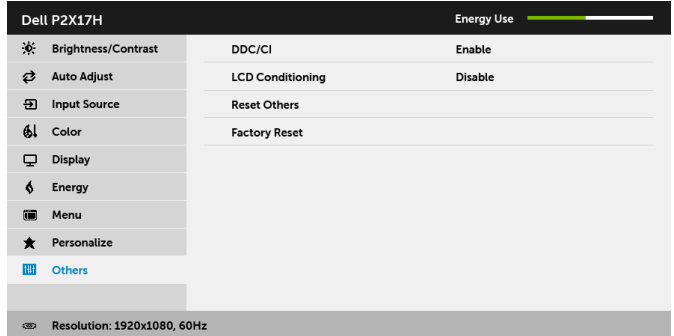 Dell P2X17H Energy Use
Brightness/Contrast DDC/CI Enable
Auto Adjust LCD Conditioning Disable
Input Source Reset Others
Color Factory Reset
Display
Energy
Menu
Personalize
Others
Resolution: 1920x1080, 60Hz